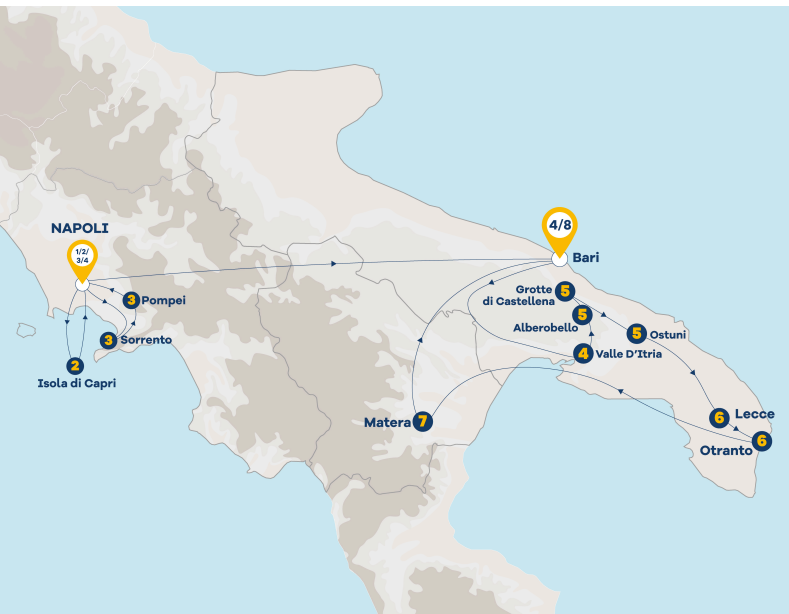 NAPOLI
1/2/
3/4
3 Pompei
3 Sorrento
2
Isola di Capri
4/8
Bari
Grotte
di Castellena
5
5
Alberobello
5 Ostuni
4 Valle D'Itria
Matera 7
6 Lecce
6
Otranto